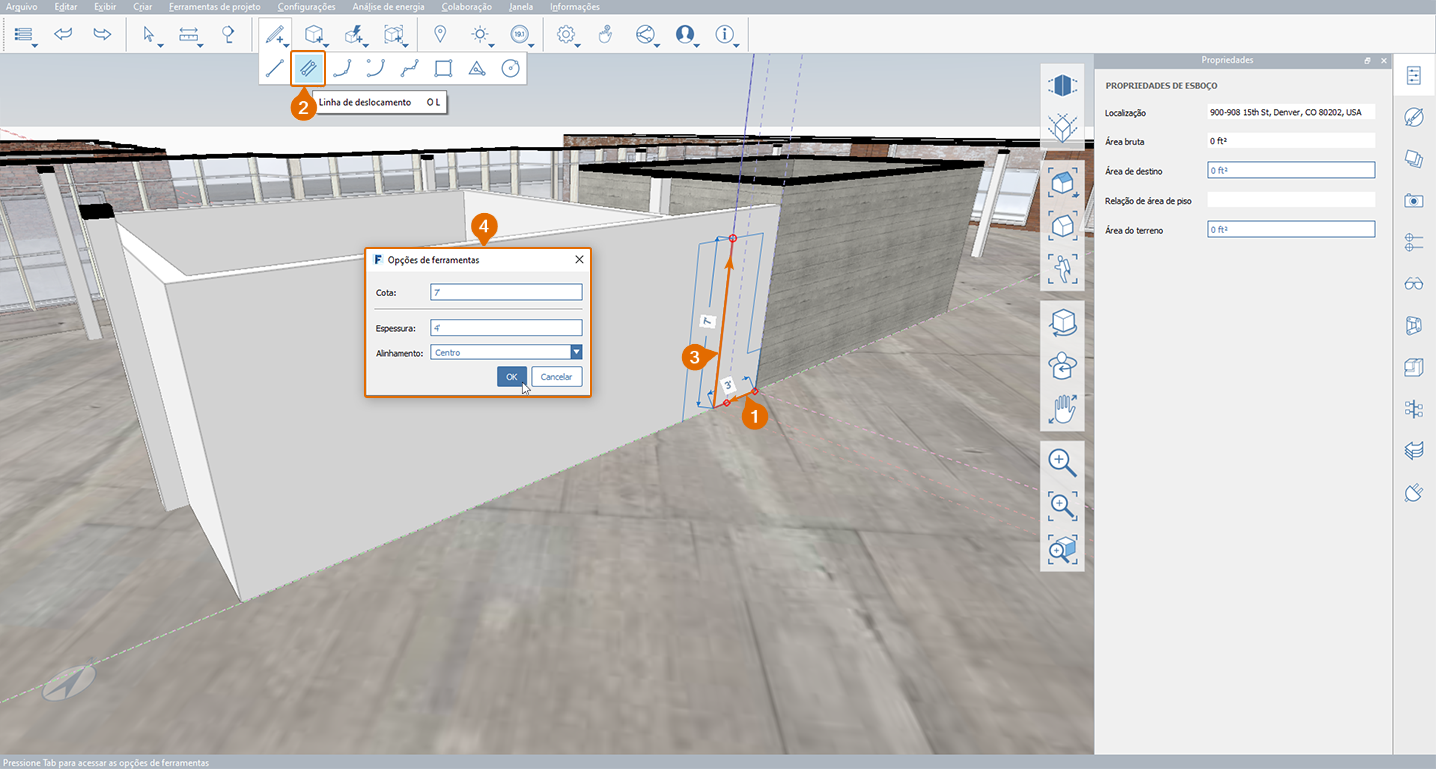 Arquivo Editar Exibir Criar Ferramentas de projeto Configurações Análise de energia Colaboração Janela Informações
19.1
2
Linha de deslocamento O L
Propriedades
PROPRIEDADES DE ESBOÇO
Localização 900-908 15th St, Denver, CO 80202, USA
Área bruta 0 ft²
Área de destino 0 ft²
Relação de área de piso
Área do terreno 0 ft²
4
F Opções de ferramentas
Cota: 7'
Espessura: 4'
Alinhamento: Centro
OK Cancelar
7'
3
3'
1
Pressione Tab para acessar as opções de ferramentas